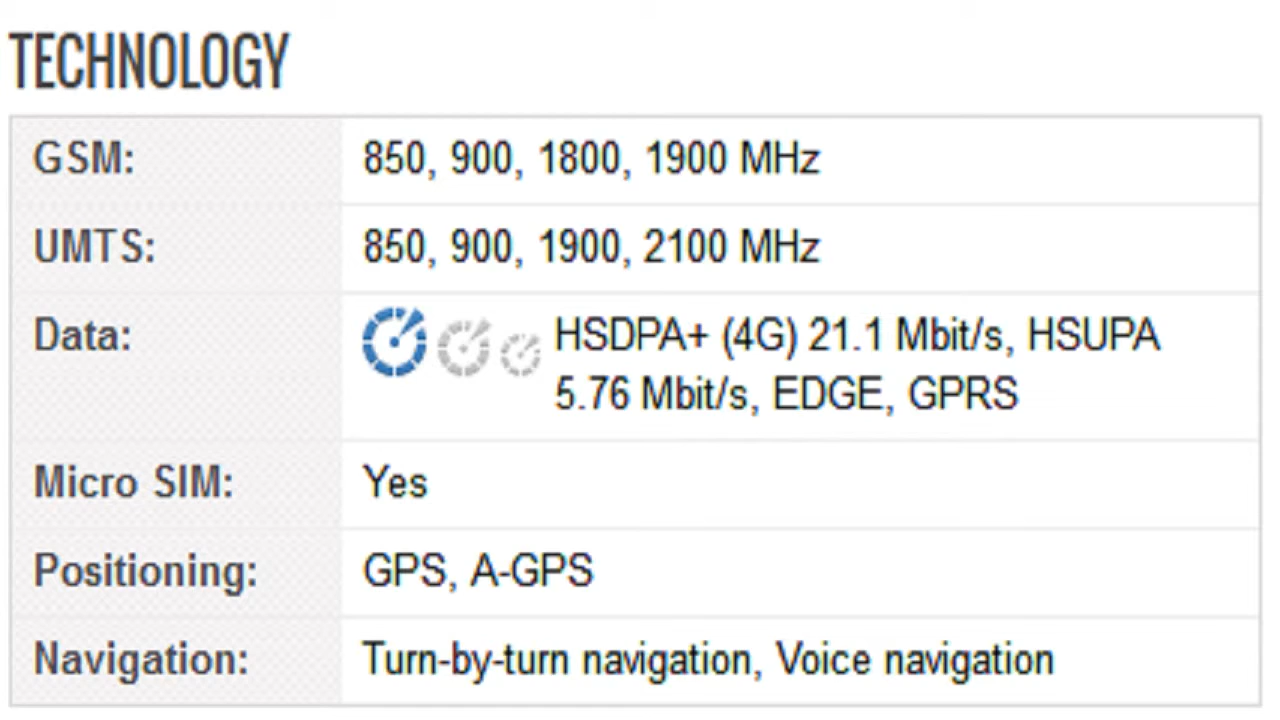 TECHNOLOGY
GSM: 850, 900, 1800, 1900 MHz
UMTS: 850, 900, 1900, 2100 MHz
Data: HSDPA+ (4G) 21.1 Mbit/s, HSUPA
5.76 Mbit/s, EDGE, GPRS
Micro SIM: Yes
Positioning: GPS, A-GPS
Navigation: Turn-by-turn navigation, Voice navigation